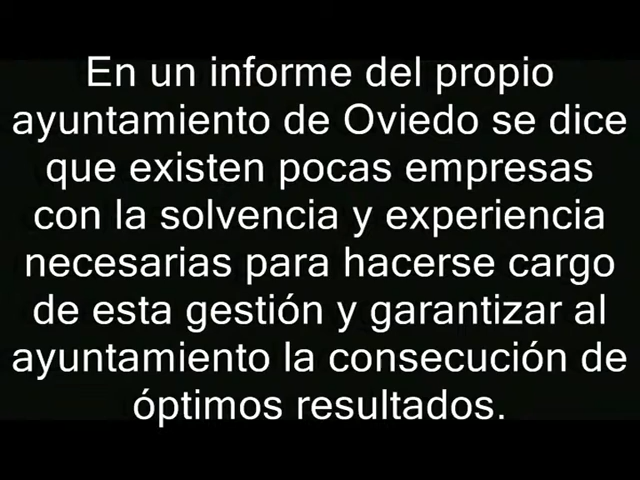 En un informe del propio
ayuntamiento de Oviedo se dice
que existen pocas empresas
con la solvencia y experiencia
necesarias para hacerse cargo
de esta gestión y garantizar al
ayuntamiento la consecución de
óptimos resultados.